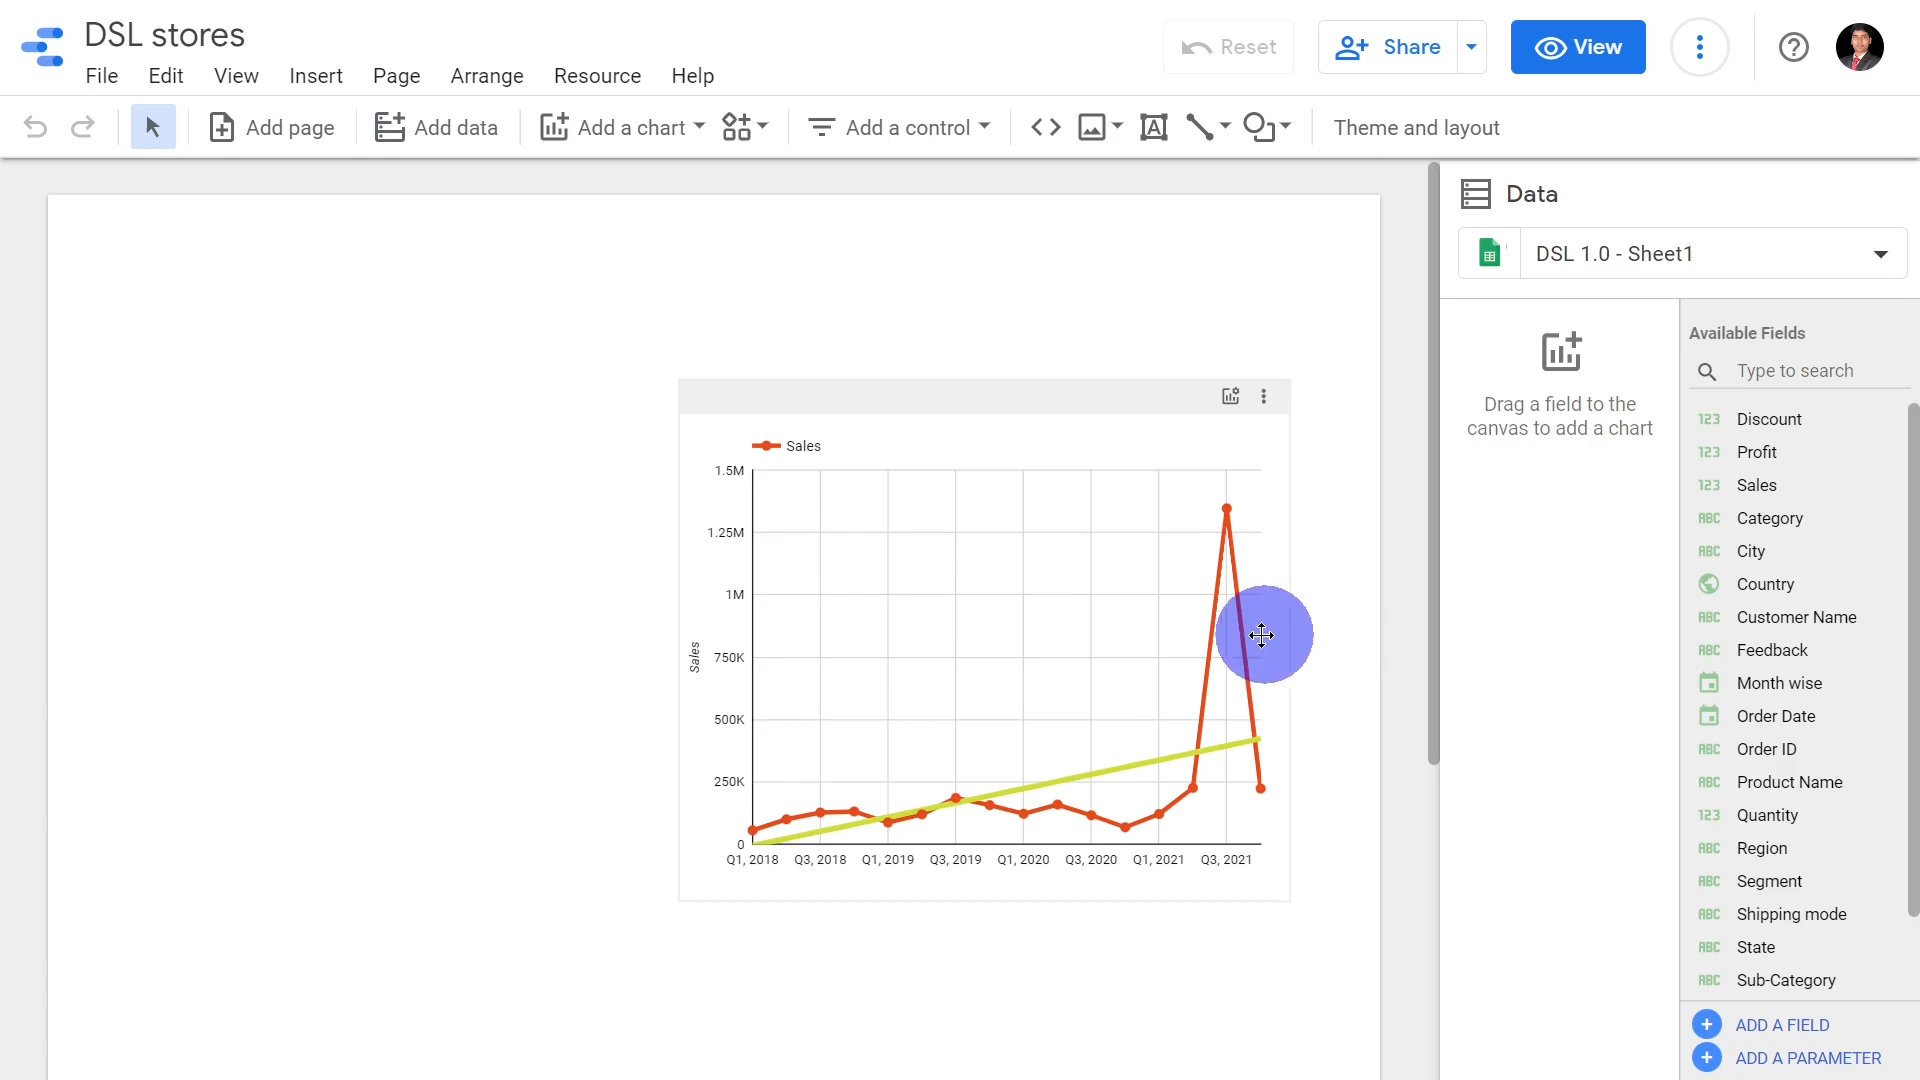 DSL stores
File Edit View Insert Page Arrange Resource Help
Reset
Share
View
Add page
Add data
Add a chart
Add a control
Theme and layout
Data
DSL 1.0 - Sheet1
Drag a field to the
canvas to add a chart
Available Fields
Type to search
123 Discount
123 Profit
123 Sales
ABC Category
ABC City
Country
ABC Customer Name
ABC Feedback
Month wise
Order Date
ABC Order ID
ABC Product Name
123 Quantity
ABC Region
ABC Segment
ABC Shipping mode
ABC State
ABC Sub-Category
ADD A FIELD
ADD A PARAMETER
Sales
1.5M
1.25M
1M
750K
500K
250K
0
Sales
Q1, 2018 Q3, 2018 Q1, 2019 Q3, 2019 Q1, 2020 Q3, 2020 Q1, 2021 Q3, 2021